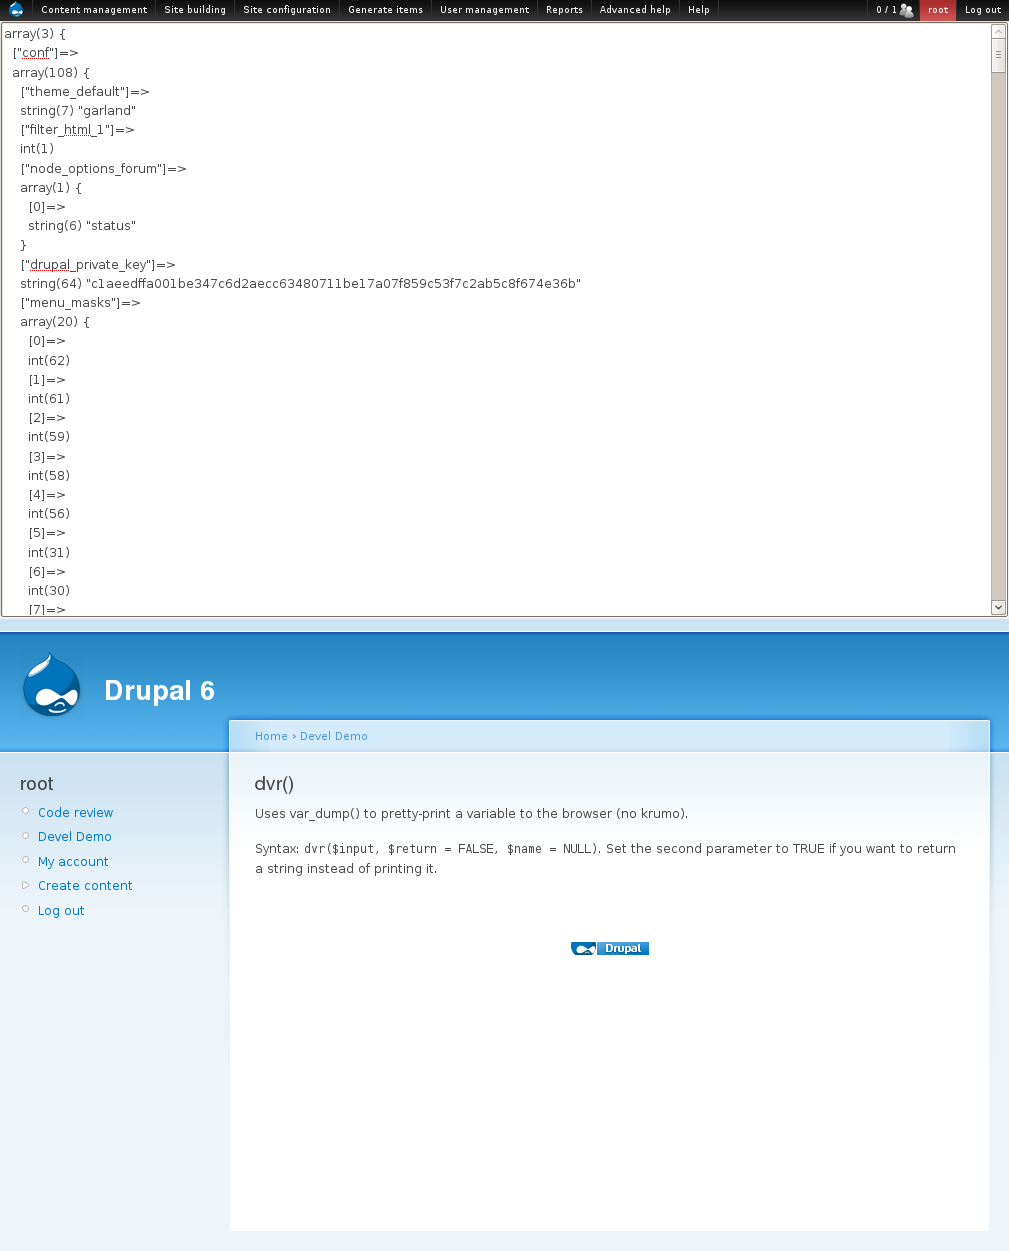 Content management Site building Site configuration Generate items User management Reports Advanced help Help 0 / 1 root Log out
array(3) {
["conf"]=>
array(108) {
["theme_default"]=>
string(7) "garland"
["filter_html_1"]=>
int(1)
["node_options_forum"]=>
array(1) {
[0]=>
string(6) "status"
}
["drupal_private_key"]=>
string(64) "c1aeedffa001be347c6d2aecc63480711be17a07f859c53f7c2ab5c8f674e36b"
["menu_masks"]=>
array(20) {
[0]=>
int(62)
[1]=>
int(61)
[2]=>
int(59)
[3]=>
int(58)
[4]=>
int(56)
[5]=>
int(31)
[6]=>
int(30)
[7]=>
Drupal 6
Home › Devel Demo
root
Code review
Devel Demo
My account
Create content
Log out
dvr()
Uses var_dump() to pretty-print a variable to the browser (no krumo).
Syntax: dvr($input, $return = FALSE, $name = NULL). Set the second parameter to TRUE if you want to return
a string instead of printing it.
Drupal